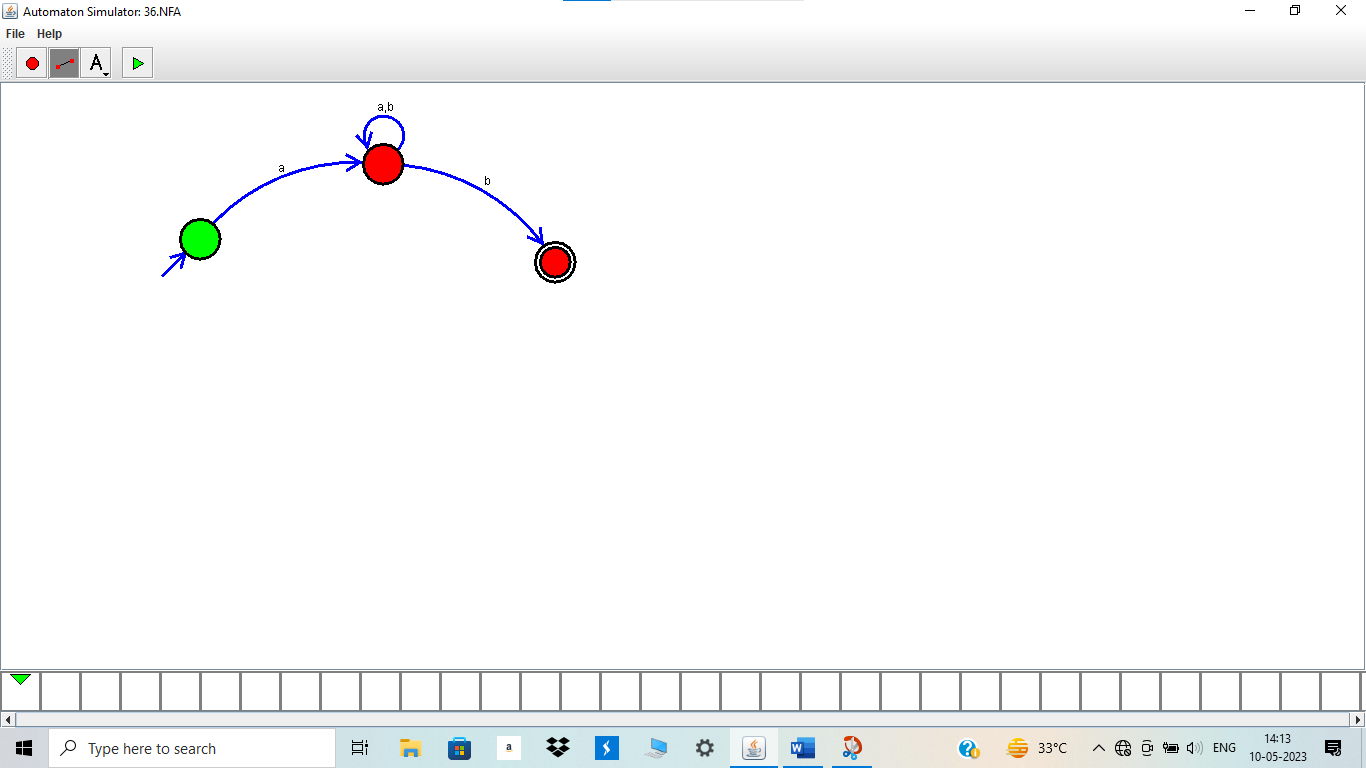 Automaton Simulator: 36.NFA
File Help
A
a,b
a
b
Type here to search
a
W
33°C
ENG
14:13
10-05-2023